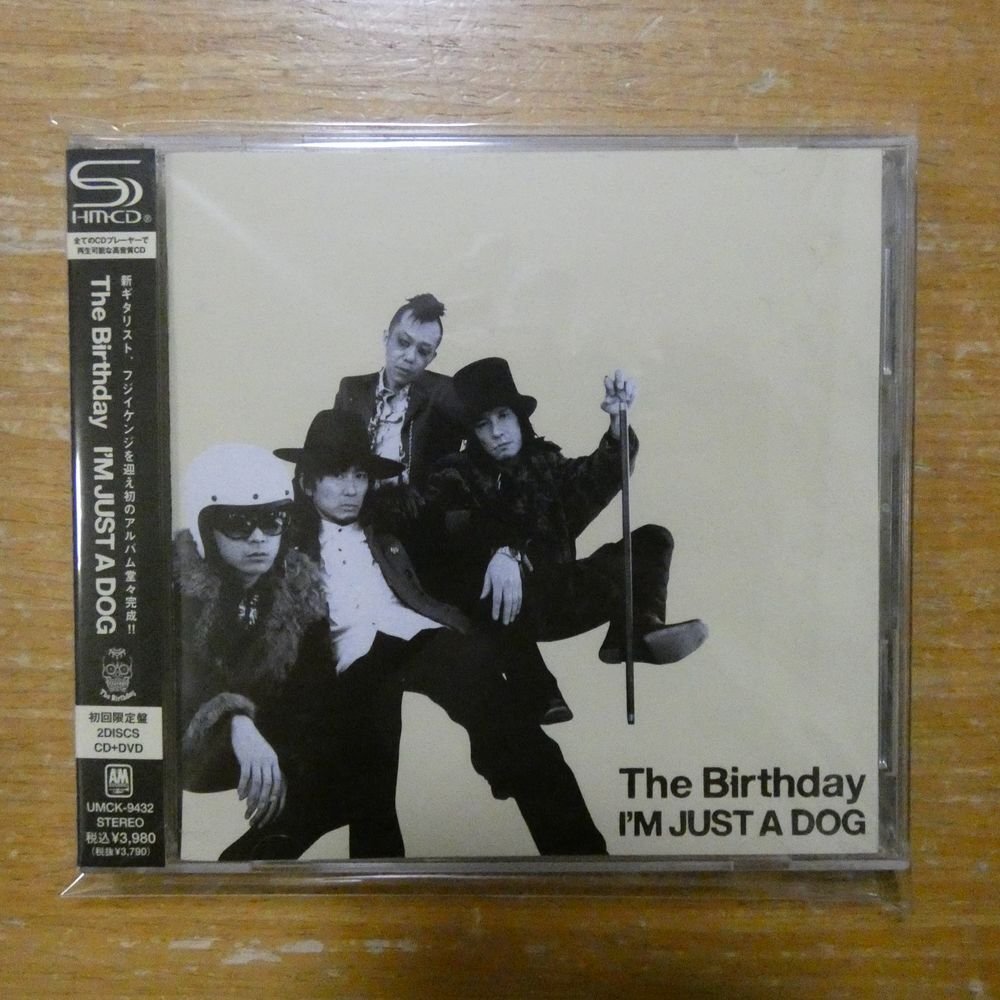 SHM-CD®
全てのCDプレーヤーで
再生可能な高音質CD
新ギタリスト、フジイケンジを迎え初のアルバム堂々完成!!
The Birthday I'M JUST A DOG
The Birthday
初回限定盤
2DISCS
CD+DVD
AM
UMCK-9432
STEREO
税込¥3,980
(税抜¥3,790)
The Birthday
I'M JUST A DOG